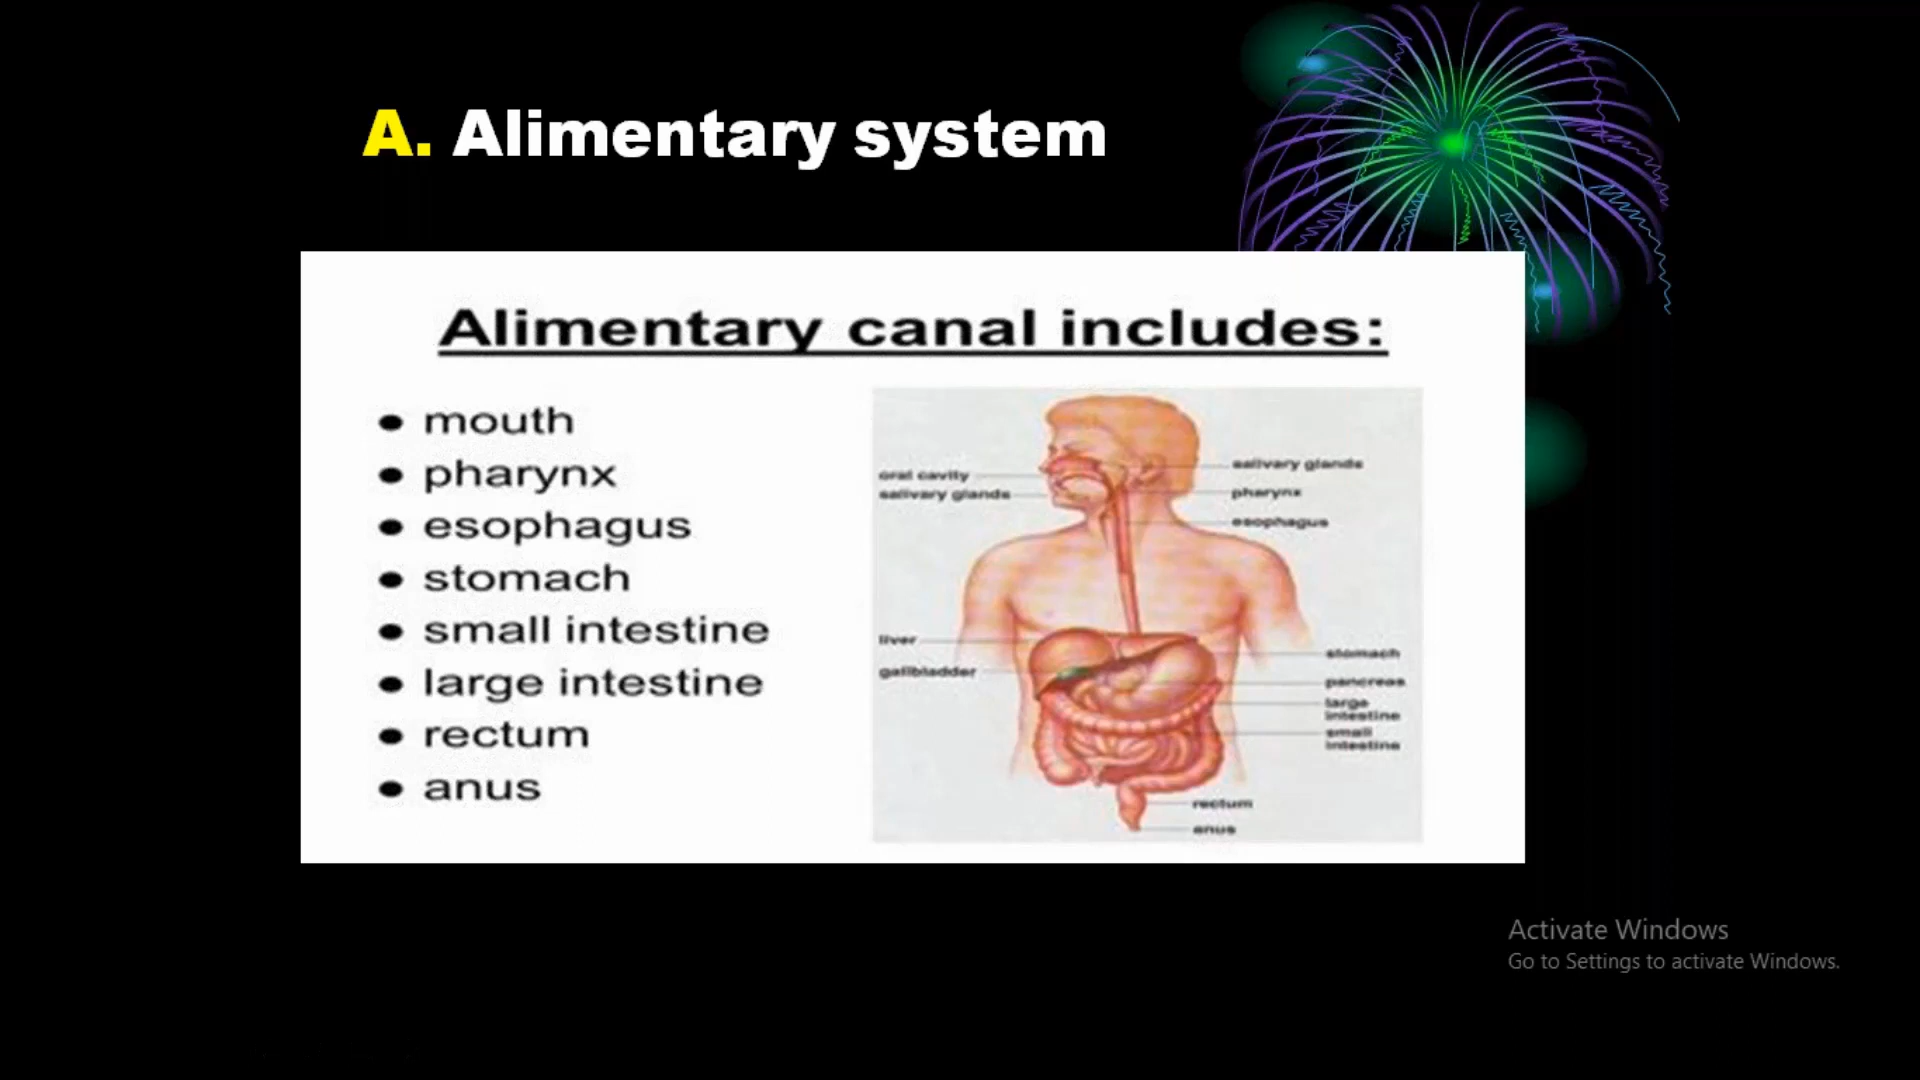 A. Alimentary system
Alimentary canal includes:
● mouth
● pharynx
● esophagus
● stomach
● small intestine
● large intestine
● rectum
● anus
oral cavity
salivary glands
liver
gallbladder
salivary glands
pharynx
esophagus
stomach
pancreas
large
intestine
small
intestine
rectum
anus
Activate Windows
Go to Settings to activate Windows.